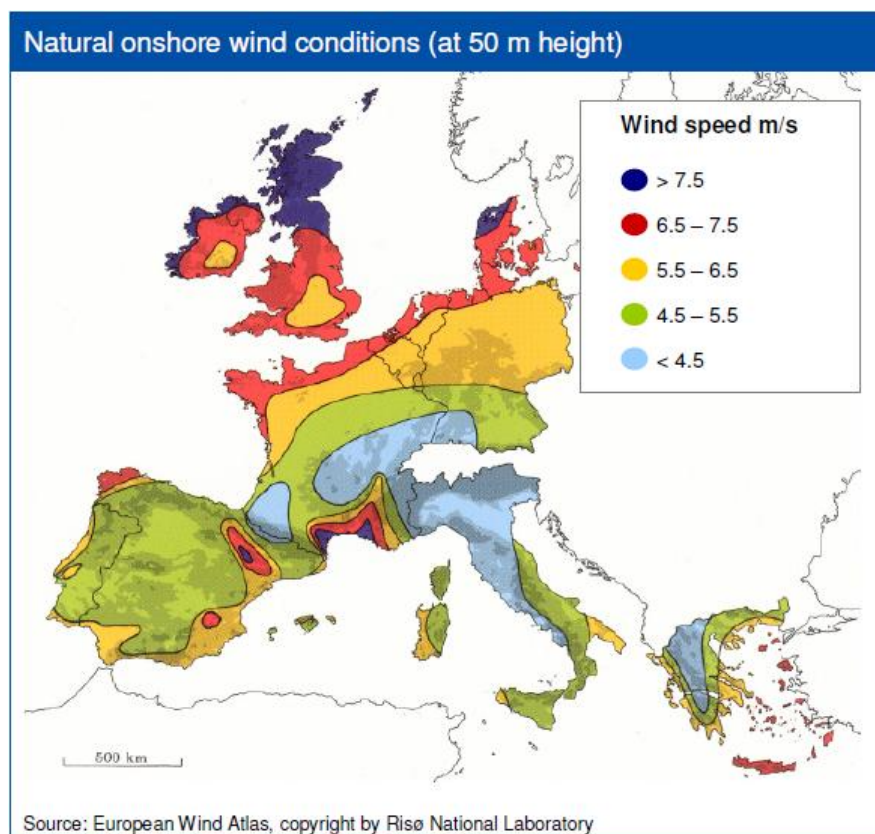 Natural onshore wind conditions (at 50 m height)
Wind speed m/s
> 7.5
6.5 – 7.5
5.5 – 6.5
4.5 – 5.5
< 4.5
500 km
Source: European Wind Atlas, copyright by Risø National Laboratory